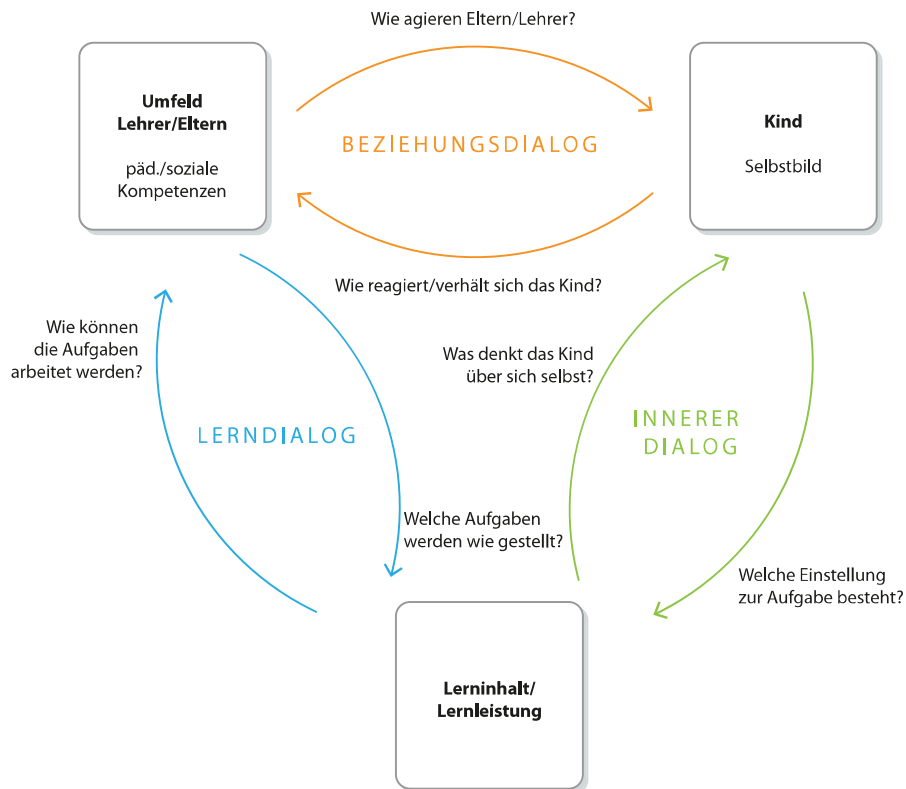 Wie agieren Eltern/Lehrer?
Umfeld
Lehrer/Eltern
päd./soziale
Kompetenzen
BEZIEHUNGSDIALOG
Kind
Selbstbild
Wie reagiert/verhält sich das Kind?
Wie können
die Aufgaben
arbeitet werden?
Was denkt das Kind
über sich selbst?
LERNDIALOG
INNERER
DIALOG
Welche Aufgaben
werden wie gestellt?
Welche Einstellung
zur Aufgabe besteht?
Lerninhalt/
Lernleistung